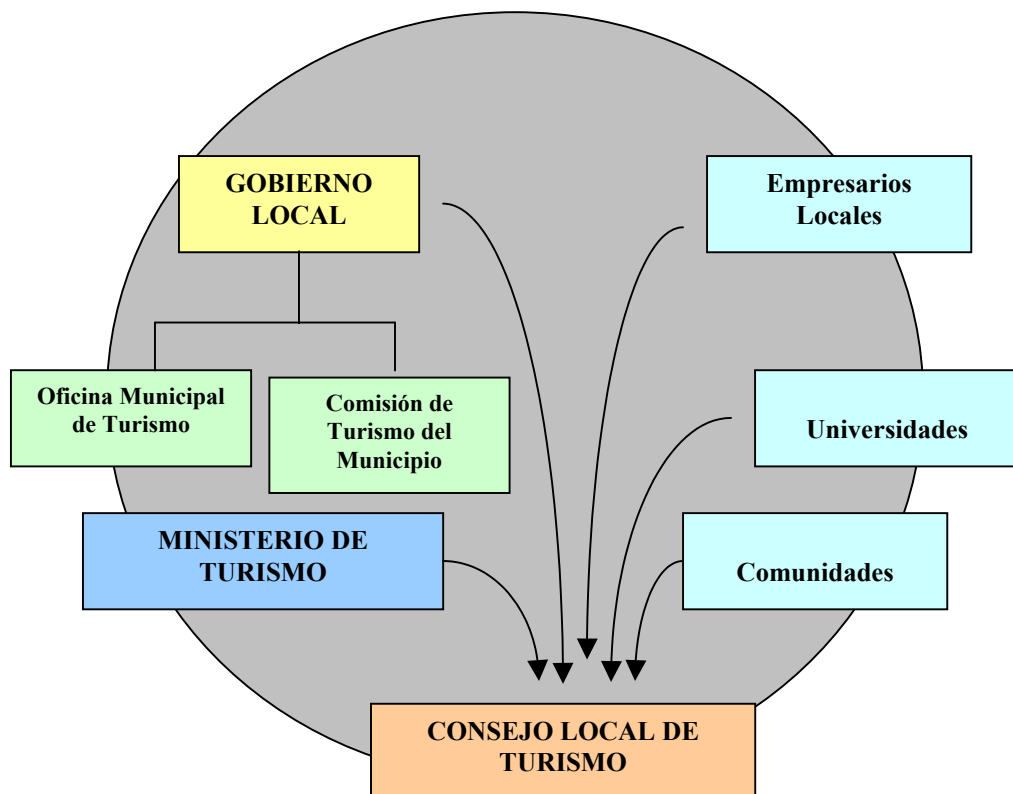 GOBIERNO
LOCAL
Empresarios
Locales
Oficina Municipal
de Turismo
Comisión de
Turismo del
Municipio
Universidades
MINISTERIO DE
TURISMO
Comunidades
CONSEJO LOCAL DE
TURISMO